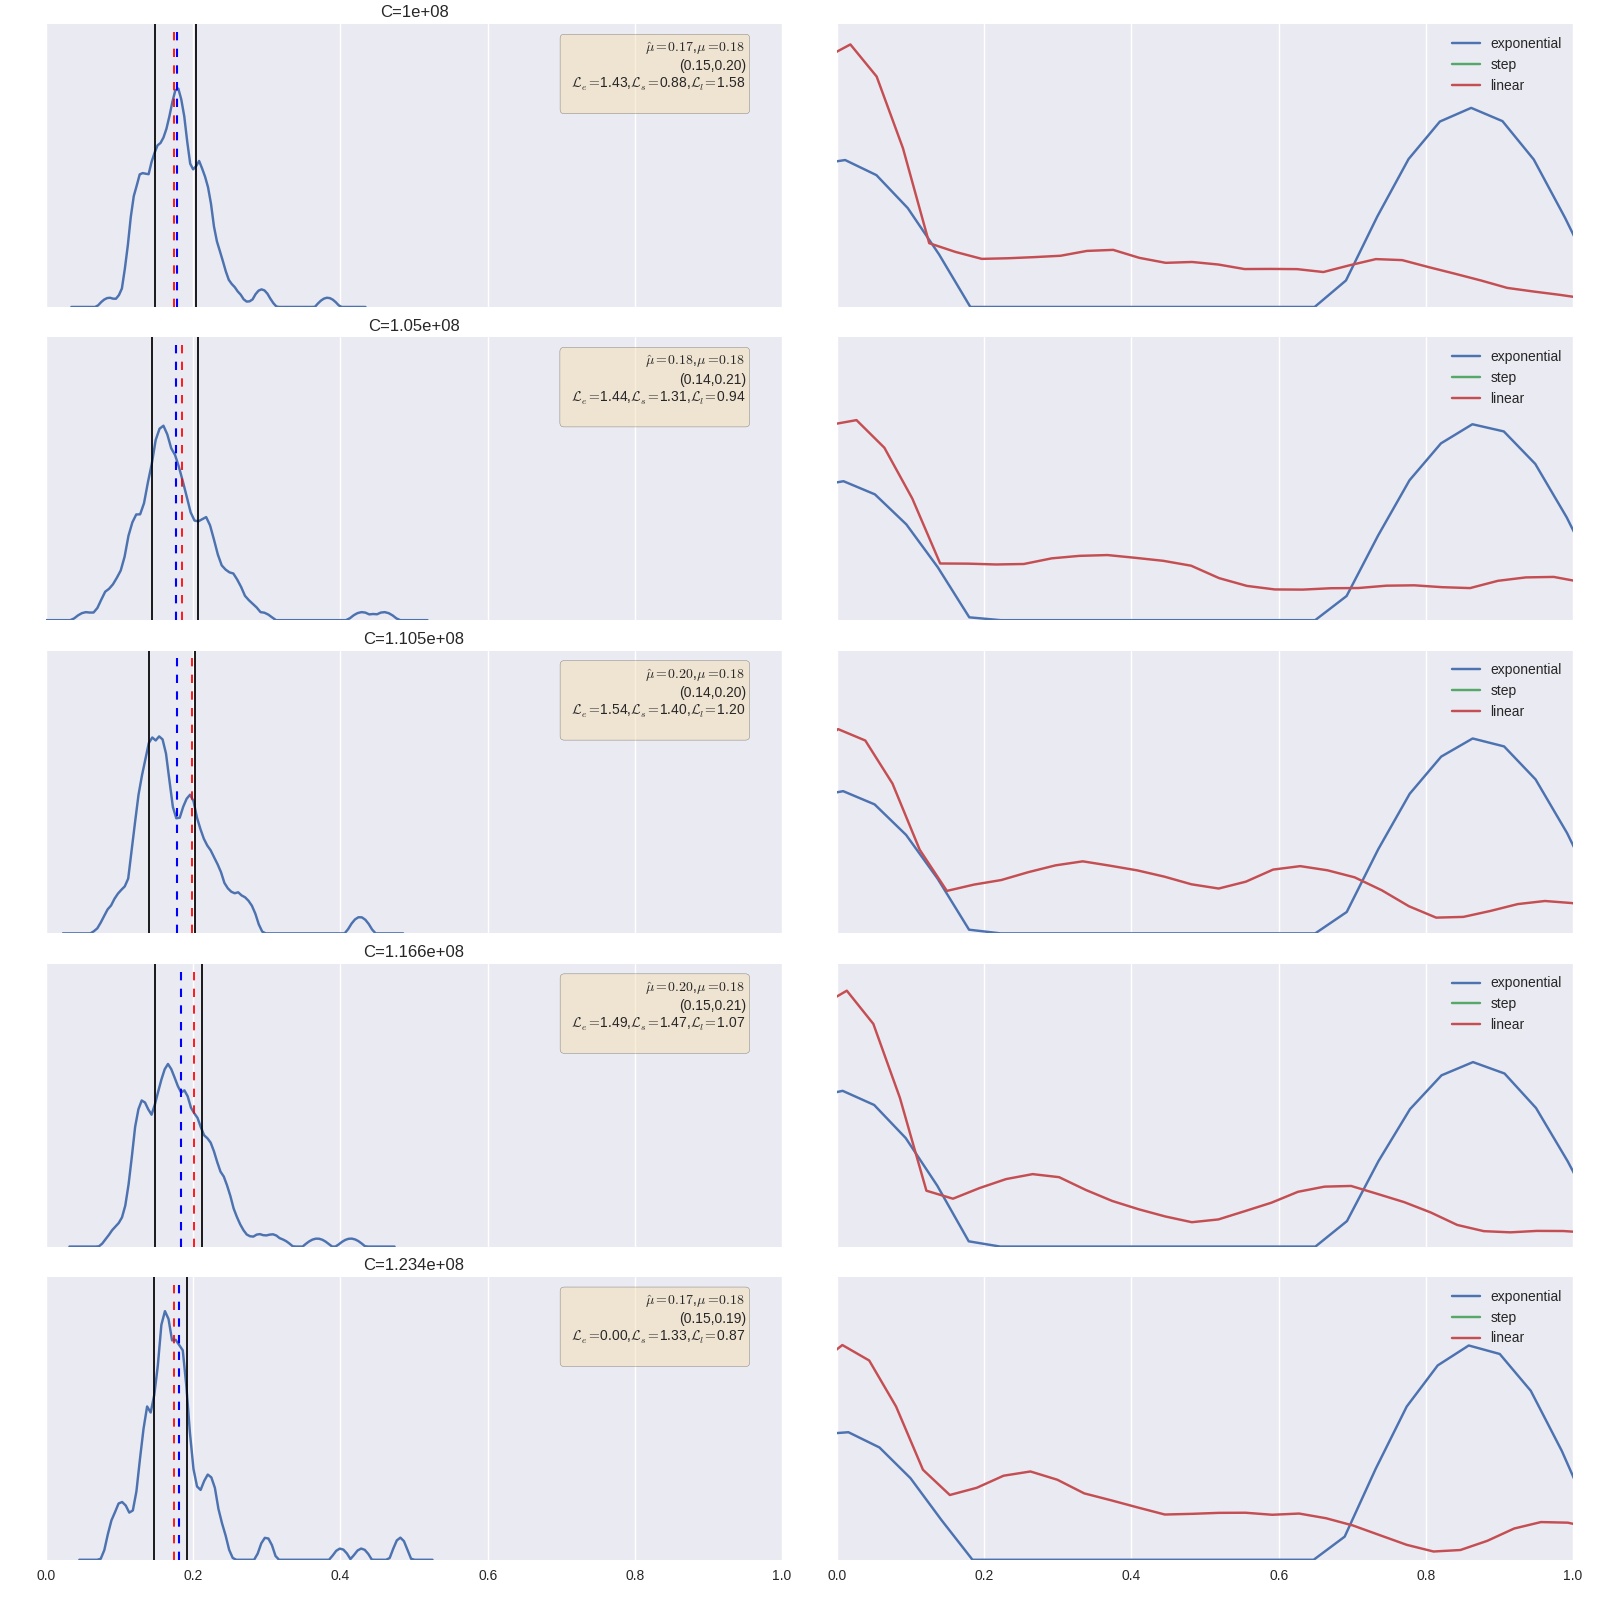 C=1e+08
μ̂=0.17,μ=0.18
(0.15,0.20)
ℒₑ=1.43,ℒₛ=0.88,ℒₗ=1.58
exponential
step
linear
C=1.05e+08
μ̂=0.18,μ=0.18
(0.14,0.21)
ℒₑ=1.44,ℒₛ=1.31,ℒₗ=0.94
exponential
step
linear
C=1.105e+08
μ̂=0.20,μ=0.18
(0.14,0.20)
ℒₑ=1.54,ℒₛ=1.40,ℒₗ=1.20
exponential
step
linear
C=1.166e+08
μ̂=0.20,μ=0.18
(0.15,0.21)
ℒₑ=1.49,ℒₛ=1.47,ℒₗ=1.07
exponential
step
linear
C=1.234e+08
μ̂=0.17,μ=0.18
(0.15,0.19)
ℒₑ=0.00,ℒₛ=1.33,ℒₗ=0.87
exponential
step
linear
0.0 0.2 0.4 0.6 0.8 1.0
0.0 0.2 0.4 0.6 0.8 1.0